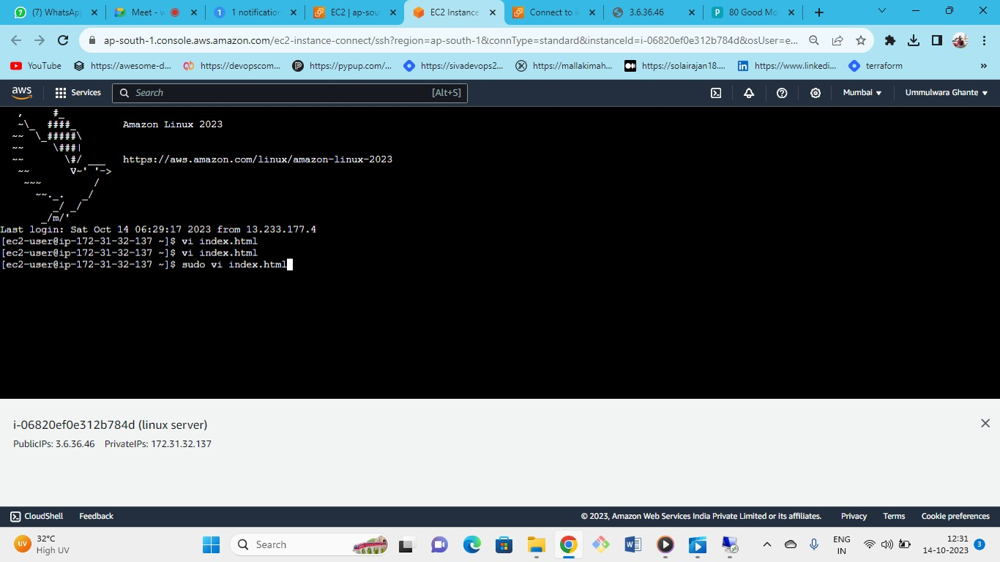 (7) WhatsAp
Meet - w
1 notification
EC2 | ap-sou
EC2 Instance
Connect to i
3.6.36.46
80 Good Mo
ap-south-1.console.aws.amazon.com/ec2-instance-connect/ssh?region=ap-south-1&connType=standard&instanceId=i-06820ef0e312b784d&osUser=e...
YouTube
https://awesome-d...
https://devopscom...
https://pypup.com/...
https://sivadevops2...
https://mallakimah...
https://solairajan18....
https://www.linkedi...
terraform
aws
Services
Search
[Alt+S]
Mumbai
Ummulwara Ghante
   ,     #_
   ~\_  ####_        Amazon Linux 2023
  ~~  \_#####\
  ~~     \###|
  ~~       \#/ ___   https://aws.amazon.com/linux/amazon-linux-2023
   ~~       V~' '->
    ~~~         /
      ~~._.   _/
         _/ _/
       _/m/'
Last login: Sat Oct 14 06:29:17 2023 from 13.233.177.4
[ec2-user@ip-172-31-32-137 ~]$ vi index.html
[ec2-user@ip-172-31-32-137 ~]$ vi index.html
[ec2-user@ip-172-31-32-137 ~]$ sudo vi index.html
i-06820ef0e312b784d (linux server)
PublicIPs: 3.6.36.46    PrivateIPs: 172.31.32.137
CloudShell
Feedback
© 2023, Amazon Web Services India Private Limited or its affiliates.
Privacy
Terms
Cookie preferences
UV
32°C
High UV
Search
ENG
IN
12:31
14-10-2023
3